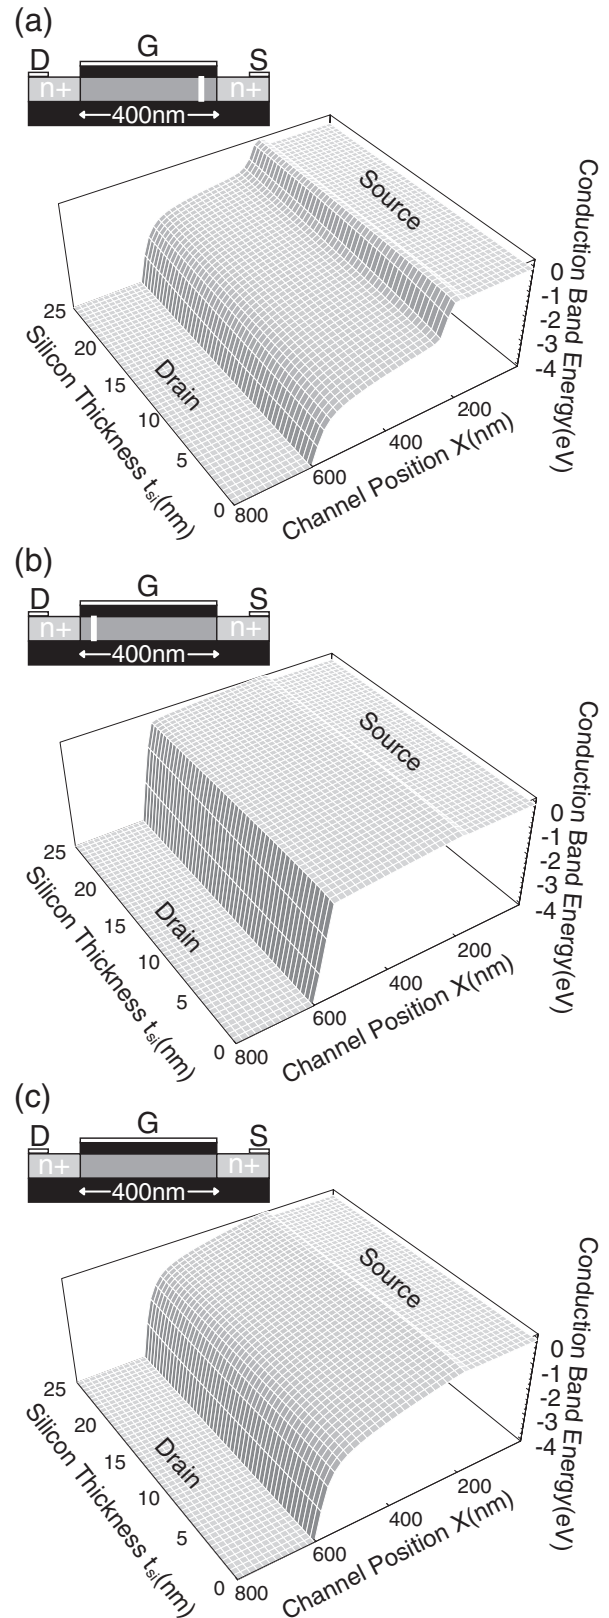 (a)
G
D
S
n+
n+
400nm
Source
Drain
0
-1
-2
-3
-4
Conduction Band Energy(eV)
25
20
15
10
5
0
Silicon Thickness tsi(nm)
800
600
400
200
Channel Position X(nm)
(b)
G
D
S
n+
n+
400nm
Source
Drain
0
-1
-2
-3
-4
Conduction Band Energy(eV)
25
20
15
10
5
0
Silicon Thickness tsi(nm)
800
600
400
200
Channel Position X(nm)
(c)
G
D
S
n+
n+
400nm
Source
Drain
0
-1
-2
-3
-4
Conduction Band Energy(eV)
25
20
15
10
5
0
Silicon Thickness tsi(nm)
800
600
400
200
Channel Position X(nm)